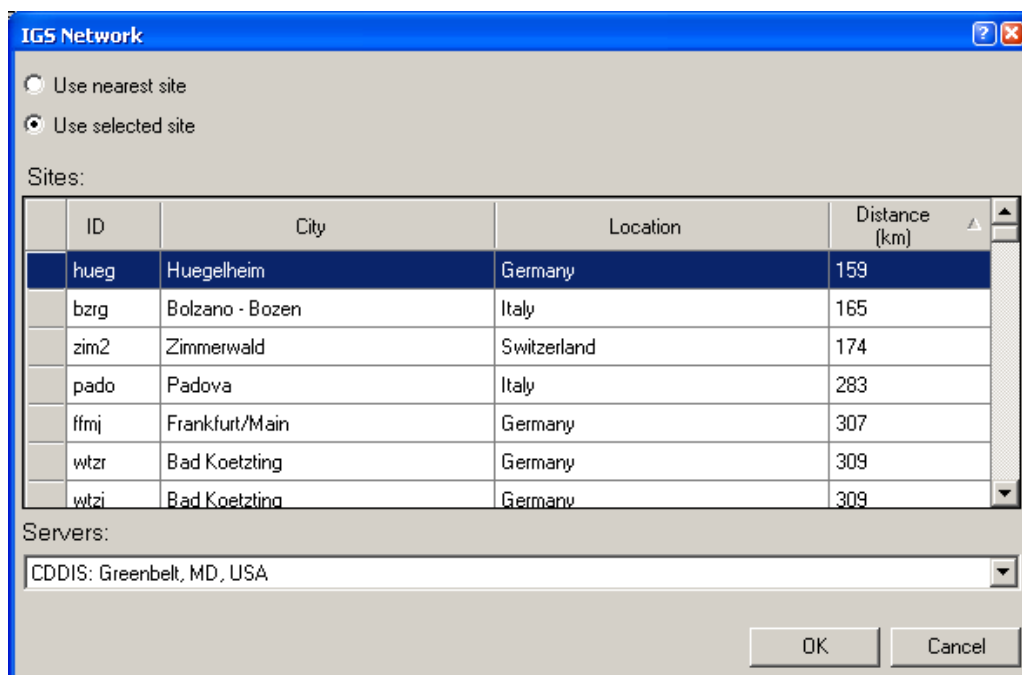 IGS Network
Use nearest site
Use selected site
Sites:
ID City Location Distance (km)
hueg Huegelheim Germany 159
bzrg Bolzano - Bozen Italy 165
zim2 Zimmerwald Switzerland 174
pado Padova Italy 283
ffmj Frankfurt/Main Germany 307
wtzr Bad Koetzting Germany 309
wtzj Bad Koetzting Germany 309
Servers:
CDDIS: Greenbelt, MD, USA
OK Cancel